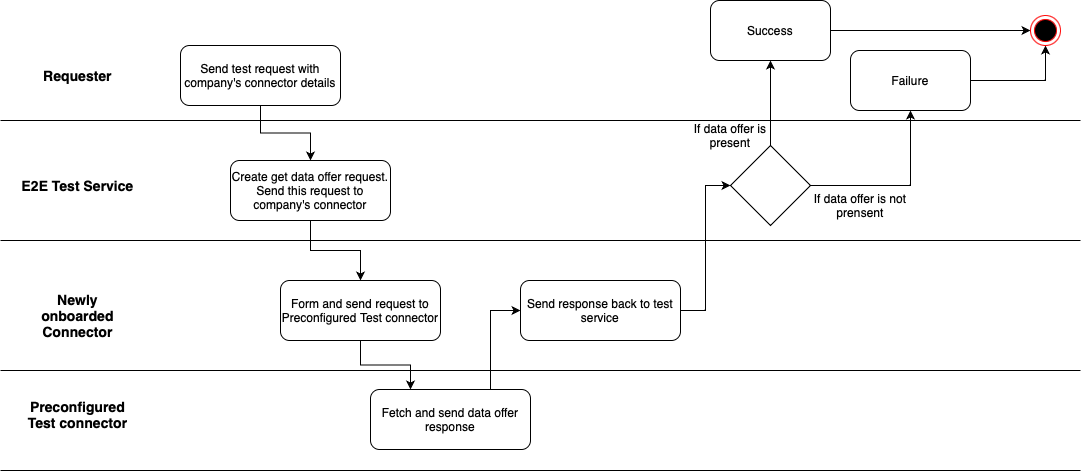 Success
Requester
Send test request with
company's connector details
Failure
If data offer is
present
E2E Test Service
Create get data offer request.
Send this request to
company's connector
If data offer is not
prensent
Newly
onboarded
Connector
Form and send request to
Preconfigured Test connector
Send response back to test
service
Preconfigured
Test connector
Fetch and send data offer
response